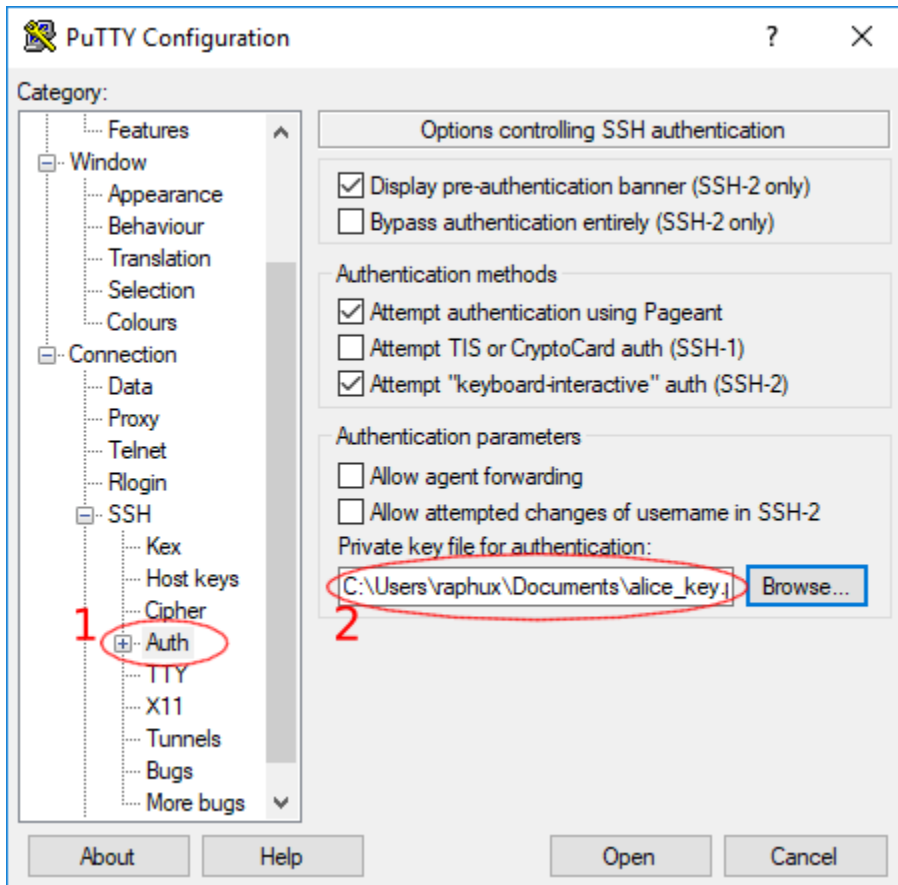 PuTTY Configuration
?
Category:
Features
Window
Appearance
Behaviour
Translation
Selection
Colours
Connection
Data
Proxy
Telnet
Rlogin
SSH
Kex
Host keys
Cipher
1
Auth
TTY
X11
Tunnels
Bugs
More bugs
Options controlling SSH authentication
Display pre-authentication banner (SSH-2 only)
Bypass authentication entirely (SSH-2 only)
Authentication methods
Attempt authentication using Pageant
Attempt TIS or CryptoCard auth (SSH-1)
Attempt "keyboard-interactive" auth (SSH-2)
Authentication parameters
Allow agent forwarding
Allow attempted changes of username in SSH-2
Private key file for authentication:
C:\Users\raphux\Documents\alice_key.p Browse...
2
About Help Open Cancel